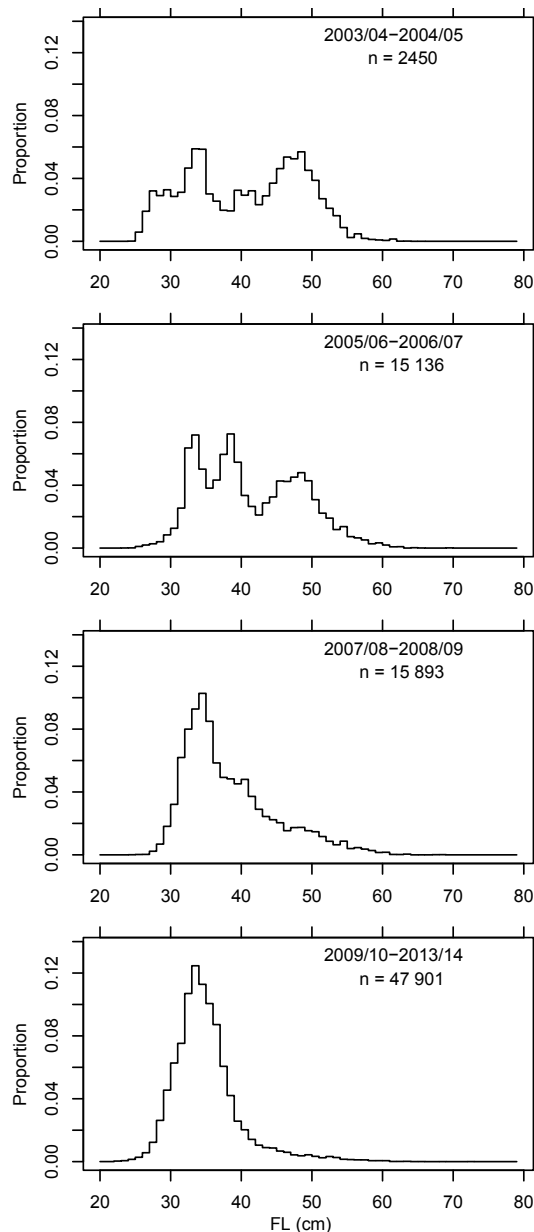 2003/04−2004/05
n = 2450
Proportion
0.00 0.04 0.08 0.12
20 30 40 50 60 70 80
2005/06−2006/07
n = 15 136
Proportion
0.00 0.04 0.08 0.12
20 30 40 50 60 70 80
2007/08−2008/09
n = 15 893
Proportion
0.00 0.04 0.08 0.12
20 30 40 50 60 70 80
2009/10−2013/14
n = 47 901
Proportion
0.00 0.04 0.08 0.12
20 30 40 50 60 70 80
FL (cm)